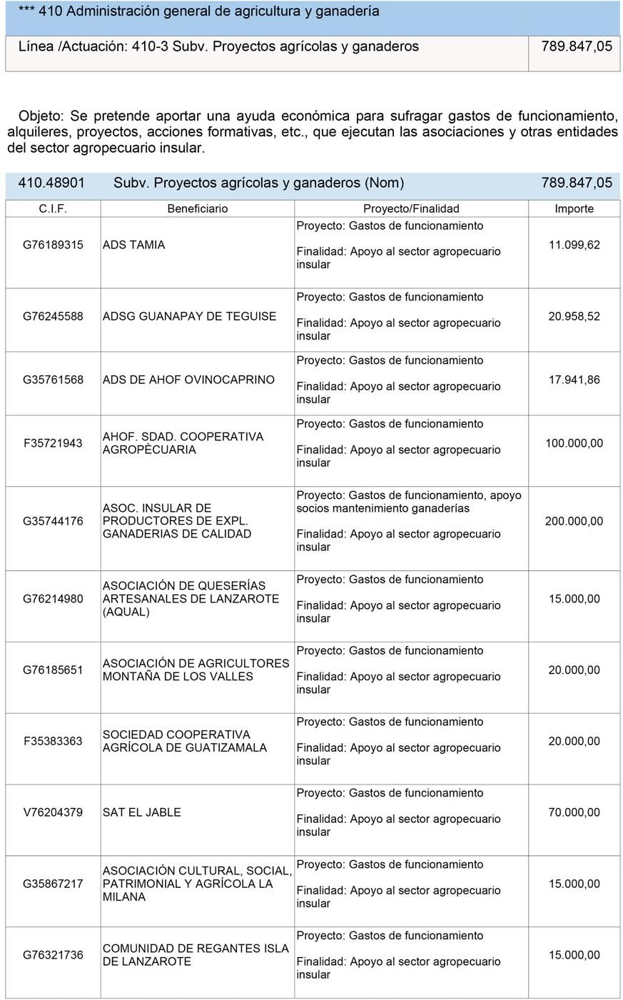 *** 410 Administración general de agricultura y ganadería
Línea /Actuación: 410-3 Subv. Proyectos agrícolas y ganaderos 789.847,05
Objeto: Se pretende aportar una ayuda económica para sufragar gastos de funcionamiento,
alquileres, proyectos, acciones formativas, etc., que ejecutan las asociaciones y otras entidades
del sector agropecuario insular.
410.48901 Subv. Proyectos agrícolas y ganaderos (Nom) 789.847,05
C.I.F. Beneficiario Proyecto/Finalidad Importe
Proyecto: Gastos de funcionamiento
G76189315 ADS TAMIA 11.099,62
Finalidad: Apoyo al sector agropecuario
insular
Proyecto: Gastos de funcionamiento
G76245588 ADSG GUANAPAY DE TEGUISE 20.958,52
Finalidad: Apoyo al sector agropecuario
insular
Proyecto: Gastos de funcionamiento
G35761568 ADS DE AHOF OVINOCAPRINO 17.941,86
Finalidad: Apoyo al sector agropecuario
insular
Proyecto: Gastos de funcionamiento
AHOF. SDAD. COOPERATIVA
F35721943 100.000,00
AGROPÈCUARIA Finalidad: Apoyo al sector agropecuario
insular
Proyecto: Gastos de funcionamiento, apoyo
ASOC. INSULAR DE socios mantenimiento ganaderías
G35744176 PRODUCTORES DE EXPL. 200.000,00
GANADERIAS DE CALIDAD Finalidad: Apoyo al sector agropecuario
insular
Proyecto: Gastos de funcionamiento
ASOCIACIÓN DE QUESERÍAS
G76214980 ARTESANALES DE LANZAROTE 15.000,00
(AQUAL) Finalidad: Apoyo al sector agropecuario
insular
Proyecto: Gastos de funcionamiento
ASOCIACIÓN DE AGRICULTORES
G76185651 20.000,00
MONTAÑA DE LOS VALLES Finalidad: Apoyo al sector agropecuario
insular
Proyecto: Gastos de funcionamiento
SOCIEDAD COOPERATIVA
F35383363 20.000,00
AGRÍCOLA DE GUATIZAMALA Finalidad: Apoyo al sector agropecuario
insular
Proyecto: Gastos de funcionamiento
V76204379 SAT EL JABLE 70.000,00
Finalidad: Apoyo al sector agropecuario
insular
Proyecto: Gastos de funcionamiento
ASOCIACIÓN CULTURAL, SOCIAL,
G35867217 PATRIMONIAL Y AGRÍCOLA LA 15.000,00
MILANA Finalidad: Apoyo al sector agropecuario
insular
Proyecto: Gastos de funcionamiento
COMUNIDAD DE REGANTES ISLA
G76321736 15.000,00
DE LANZAROTE Finalidad: Apoyo al sector agropecuario
insular